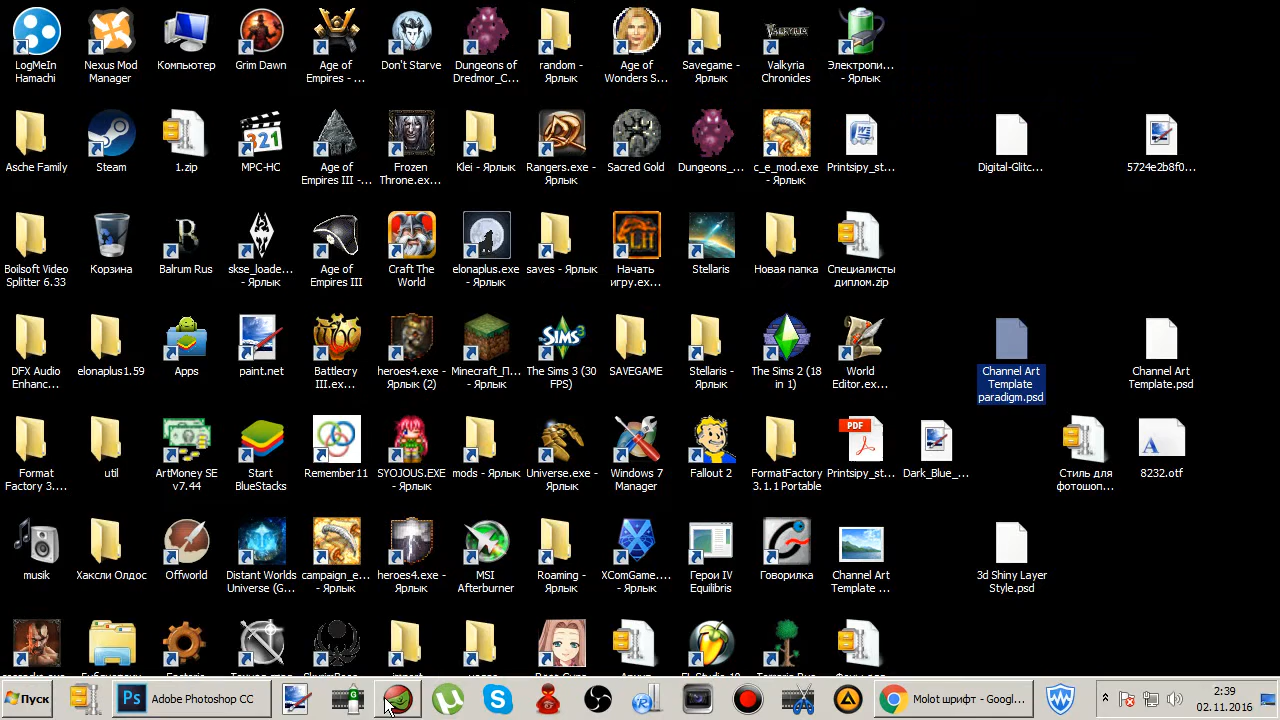 LogMeIn
Hamachi
Nexus Mod
Manager
Компьютер
Grim Dawn
Age of
Empires - ...
Don't Starve
Dungeons of
Dredmor_C...
random -
Ярлык
Age of
Wonders S...
Savegame -
Ярлык
Valkyria
Chronicles
Электропи...
- Ярлык
Asche Family
Steam
1.zip
MPC-HC
Age of
Empires III -...
Frozen
Throne.ex...
Klei - Ярлык
Rangers.exe -
Ярлык
Sacred Gold
Dungeons_...
c_e_mod.exe
- Ярлык
Printsipy_st...
Digital-Glitc...
5724e2b8f0...
Boilsoft Video
Splitter 6.33
Корзина
Balrum Rus
skse_loade...
- Ярлык
Age of
Empires III
Craft The
World
elonaplus.exe
- Ярлык
saves - Ярлык
Начать
игру.ex...
Stellaris
Новая папка
Специалисты
диплом.zip
DFX Audio
Enhanc...
elonaplus1.59
Apps
paint.net
Battlecry
III.ex...
heroes4.exe -
Ярлык (2)
Minecraft_П...
- Ярлык
The Sims 3 (30
FPS)
SAVEGAME
Stellaris -
Ярлык
The Sims 2 (18
in 1)
World
Editor.ex...
Channel Art
Template
paradigm.psd
Channel Art
Template.psd
Format
Factory 3....
util
ArtMoney SE
v7.44
Start
BlueStacks
Remember11
SYOJOUS.EXE
- Ярлык
mods - Ярлык
Universe.exe -
Ярлык
Windows 7
Manager
Fallout 2
FormatFactory
3.1.1 Portable
PDF
Printsipy_st...
Dark_Blue_...
Стиль для
фотошоп...
8232.otf
musik
Хаксли Олдос
Offworld
Distant Worlds
Universe (G...
campaign_e...
- Ярлык
heroes4.exe -
Ярлык
MSI
Afterburner
Roaming -
Ярлык
XComGame....
- Ярлык
Герои IV
Equilibris
Говорилка
Channel Art
Template ...
3d Shiny Layer
Style.psd
Пуск
Ps
Adobe Photoshop CC
Molot шрифт - Googl...
2:39
02.11.2016